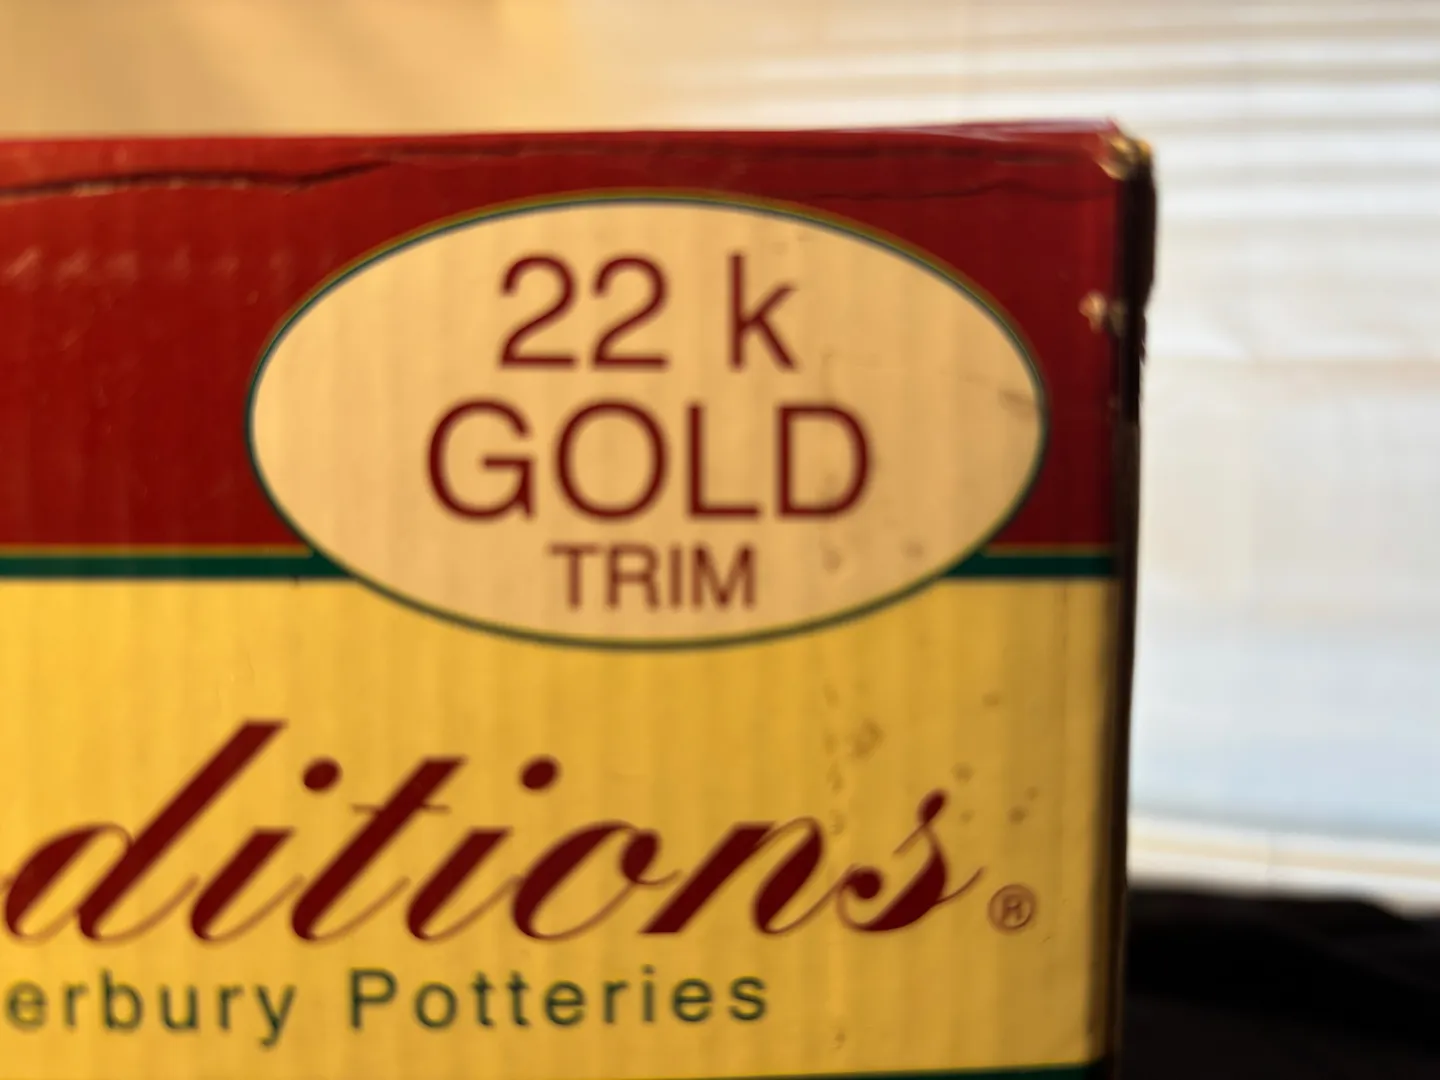 22 k
GOLD
TRIM
ditions®
erbury Potteries